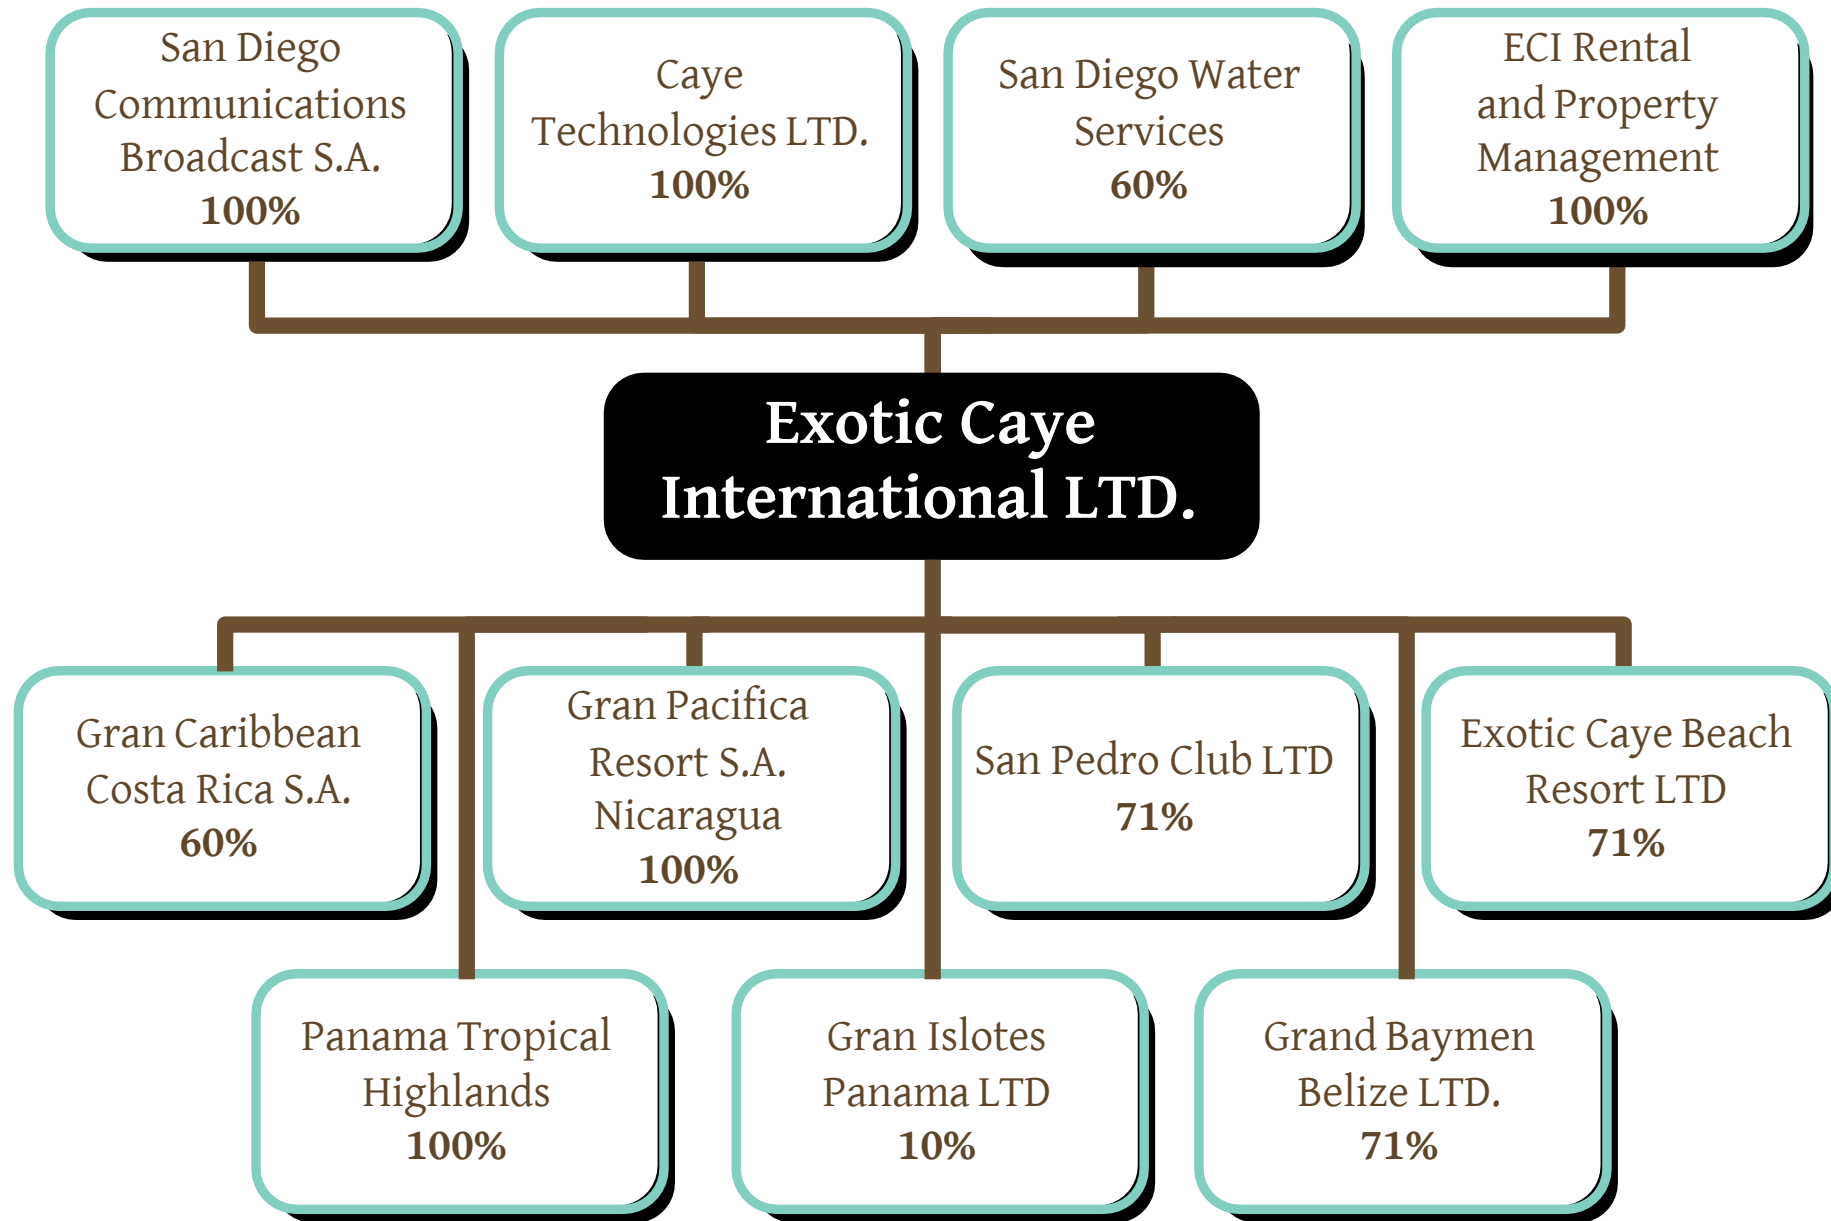 San Diego
Communications
Broadcast S.A.
100%
Caye
Technologies LTD.
100%
San Diego Water
Services
60%
ECI Rental
and Property
Management
100%
Exotic Caye
International LTD.
Gran Caribbean
Costa Rica S.A.
60%
Gran Pacifica
Resort S.A.
Nicaragua
100%
San Pedro Club LTD
71%
Exotic Caye Beach
Resort LTD
71%
Panama Tropical
Highlands
100%
Gran Islotes
Panama LTD
10%
Grand Baymen
Belize LTD.
71%